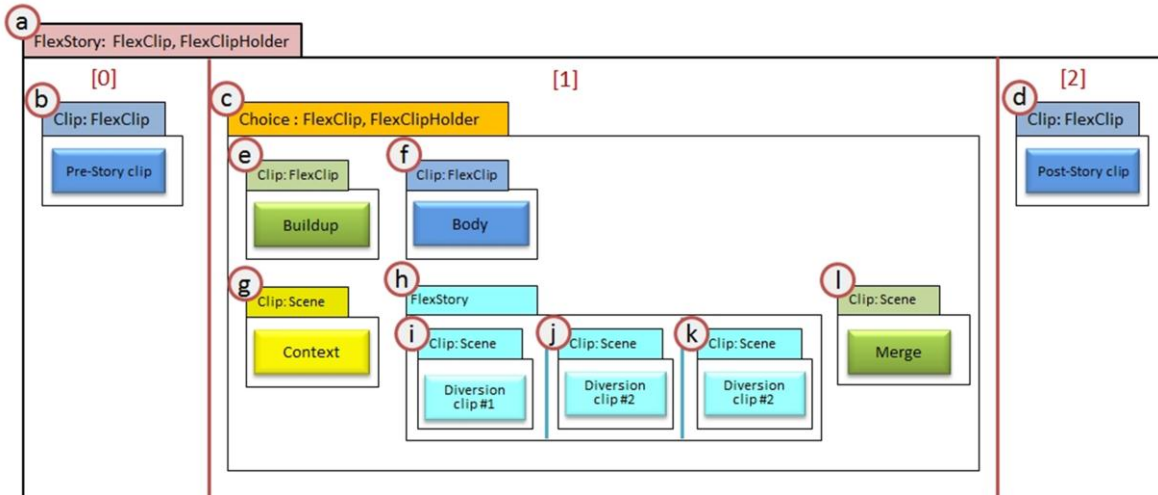 a
FlexStory: FlexClip, FlexClipHolder
[0]
[1]
[2]
b
Clip: FlexClip
Pre-Story clip
c
Choice : FlexClip, FlexClipHolder
d
Clip: FlexClip
Post-Story clip
e
Clip: FlexClip
Buildup
f
Clip: FlexClip
Body
g
Clip: Scene
Context
h
FlexStory
i
Clip: Scene
Diversion
clip #1
j
Clip: Scene
Diversion
clip #2
k
Clip: Scene
Diversion
clip #2
l
Clip: Scene
Merge